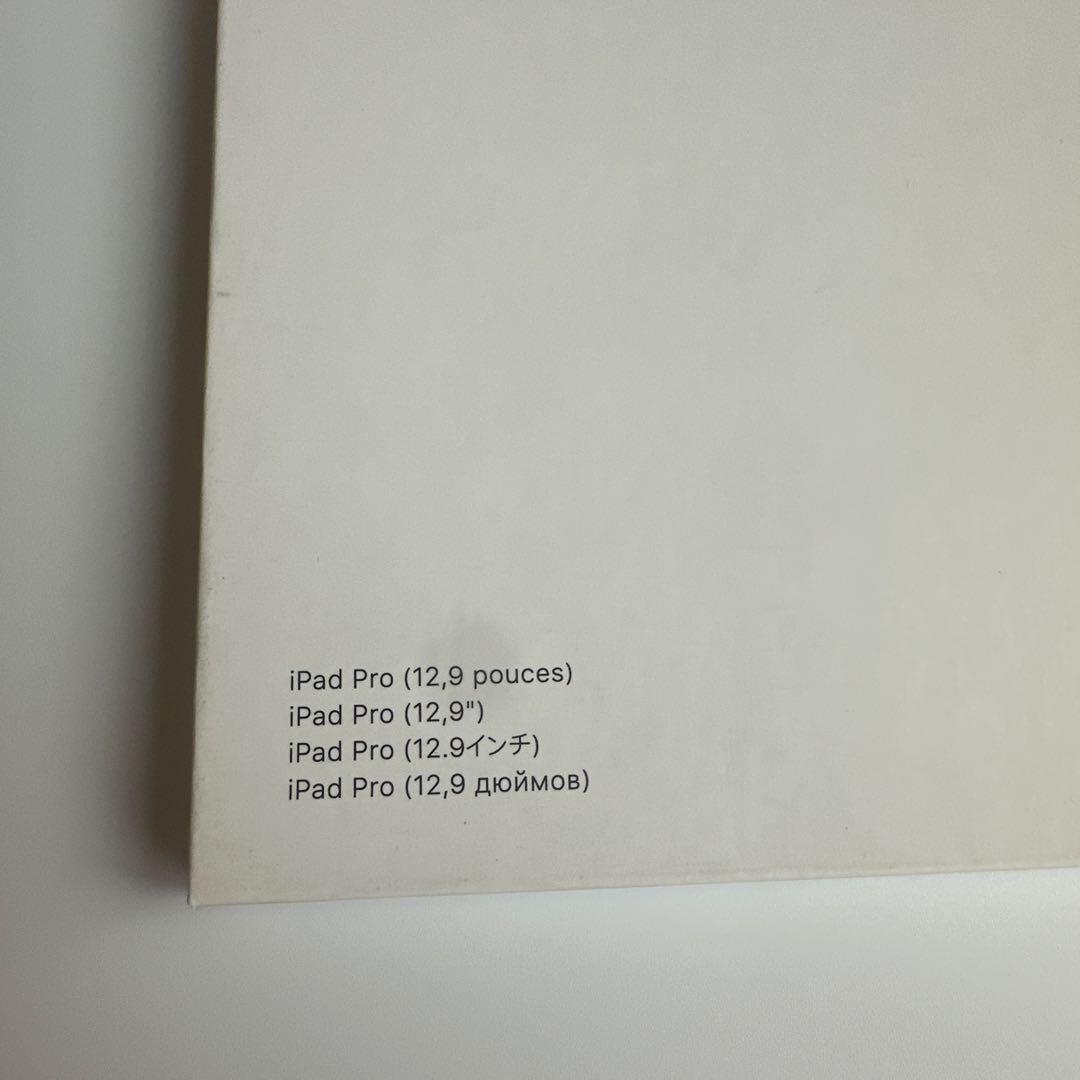 iPad Pro (12,9 pouces)
iPad Pro (12,9")
iPad Pro (12.9インチ)
iPad Pro (12,9 дюймов)